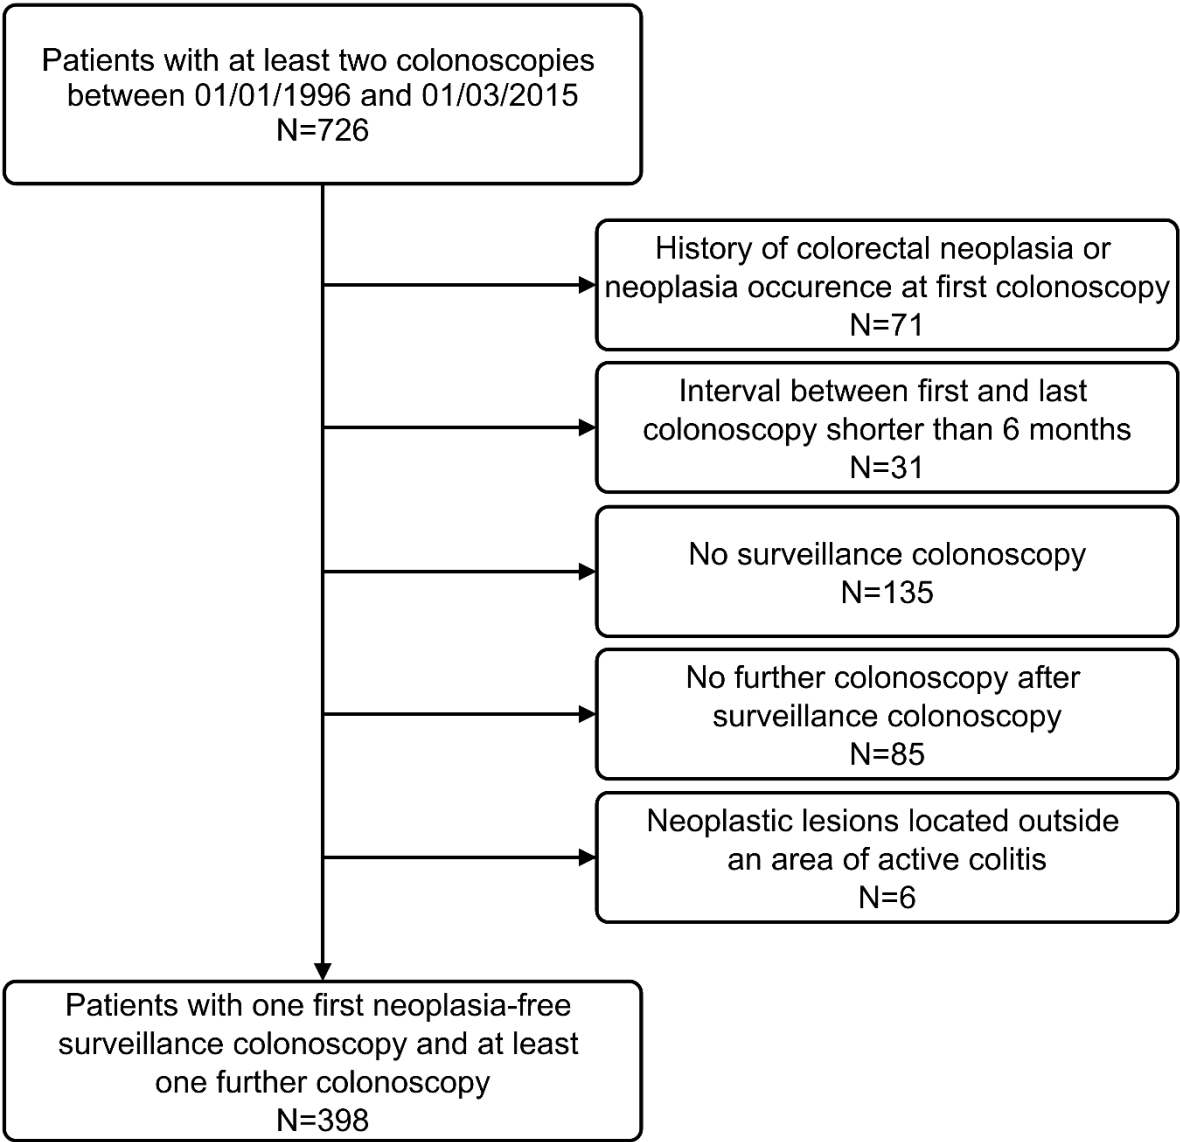 Patients with at least two colonoscopies
between 01/01/1996 and 01/03/2015
N=726
History of colorectal neoplasia or
neoplasia occurence at first colonoscopy
N=71
Interval between first and last
colonoscopy shorter than 6 months
N=31
No surveillance colonoscopy
N=135
No further colonoscopy after
surveillance colonoscopy
N=85
Neoplastic lesions located outside
an area of active colitis
N=6
Patients with one first neoplasia-free
surveillance colonoscopy and at least
one further colonoscopy
N=398